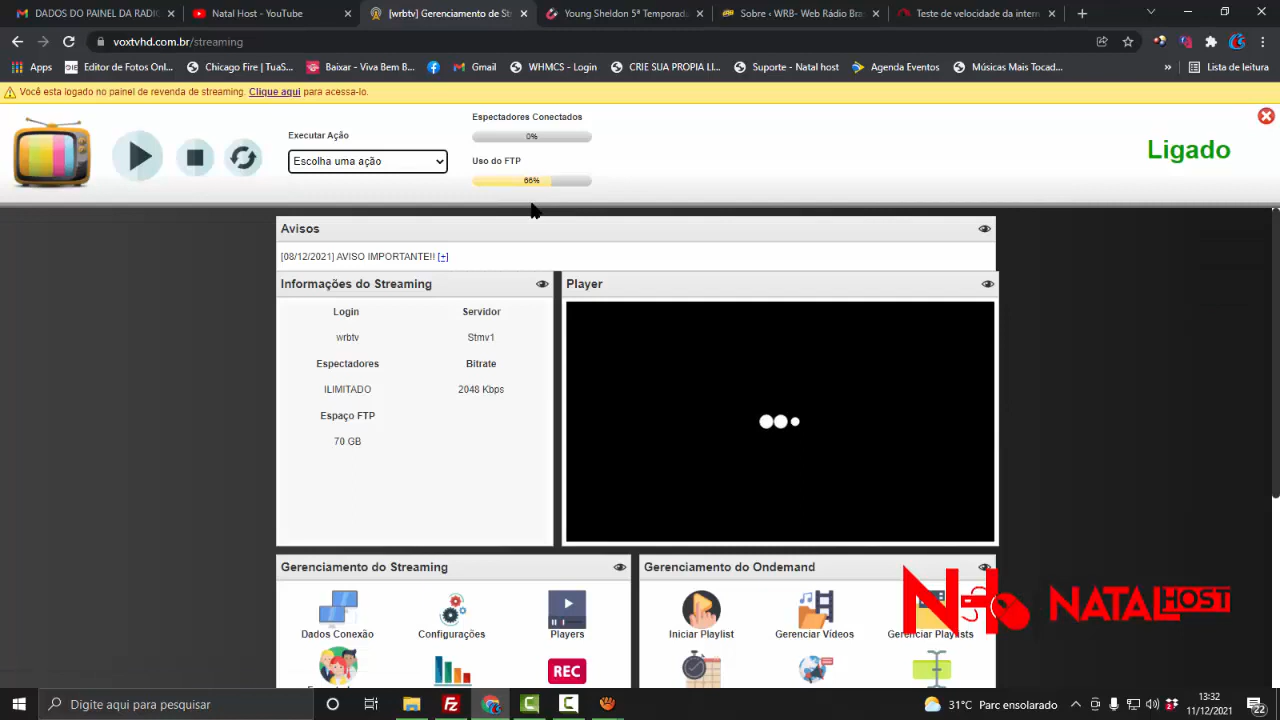 DADOS DO PAINEL DA RADIO
Natal Host - YouTube
[wrbtv] Gerenciamento de St
Young Sheldon 5ª Temporada
Sobre - WRB- Web Rádio Bra
Teste de velocidade da intern
voxtvhd.com.br/streaming
Apps
Editor de Fotos Onl...
Chicago Fire | TuaS...
Baixar - Viva Bem B...
Gmail
WHMCS - Login
CRIE SUA PROPIA LI...
Suporte - Natal host
Agenda Eventos
Músicas Mais Tocad...
»
Lista de leitura
Você esta logado no painel de revenda de streaming. Clique aqui para acessa-lo.
Executar Ação
Escolha uma ação
Espectadores Conectados
0%
Uso do FTP
66%
Ligado
Avisos
[08/12/2021] AVISO IMPORTANTE!! [+]
Informações do Streaming
Login
Servidor
wrbtv
Stmv1
Espectadores
Bitrate
ILIMITADO
2048 Kbps
Espaço FTP
70 GB
Player
Gerenciamento do Streaming
Dados Conexão
Configurações
Players
REC
Gerenciamento do Ondemand
Iniciar Playlist
Gerenciar Vídeos
Gerenciar Playlists
NH
NATAL HOST
Digite aqui para pesquisar
31°C Parc ensolarado
13:32
11/12/2021
22